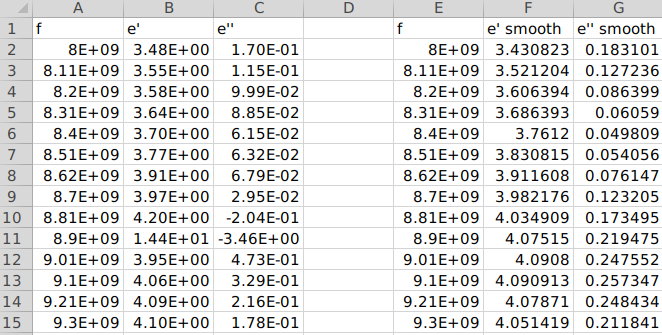 A B C D E F G
1 f e' e'' f e' smooth e'' smooth
2 8E+09 3.48E+00 1.70E-01 8E+09 3.430823 0.183101
3 8.11E+09 3.55E+00 1.15E-01 8.11E+09 3.521204 0.127236
4 8.2E+09 3.58E+00 9.99E-02 8.2E+09 3.606394 0.086399
5 8.31E+09 3.64E+00 8.85E-02 8.31E+09 3.686393 0.06059
6 8.4E+09 3.70E+00 6.15E-02 8.4E+09 3.7612 0.049809
7 8.51E+09 3.77E+00 6.32E-02 8.51E+09 3.830815 0.054056
8 8.62E+09 3.91E+00 6.79E-02 8.62E+09 3.911608 0.076147
9 8.7E+09 3.97E+00 2.95E-02 8.7E+09 3.982176 0.123205
10 8.81E+09 4.20E+00 -2.04E-01 8.81E+09 4.034909 0.173495
11 8.9E+09 1.44E+01 -3.46E+00 8.9E+09 4.07515 0.219475
12 9.01E+09 3.95E+00 4.73E-01 9.01E+09 4.0908 0.247552
13 9.1E+09 4.06E+00 3.29E-01 9.1E+09 4.090913 0.257347
14 9.21E+09 4.09E+00 2.16E-01 9.21E+09 4.07871 0.248434
15 9.3E+09 4.10E+00 1.78E-01 9.3E+09 4.051419 0.211841